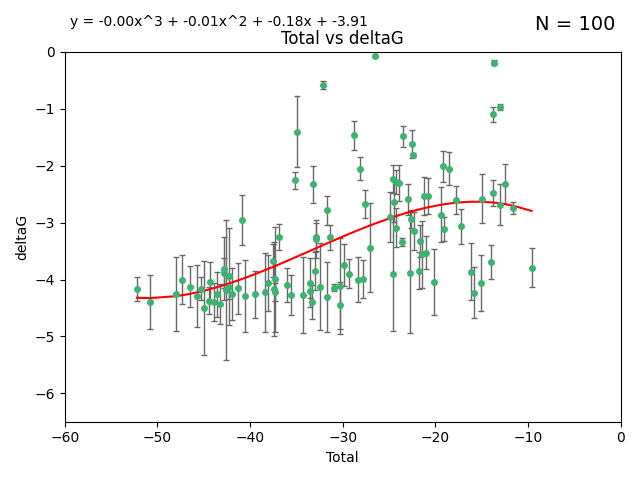 y = -0.00x^3 + -0.01x^2 + -0.18x + -3.91
N = 100
Total vs deltaG
0
−1
−2
−3
−4
−5
−6
deltaG
−60 −50 −40 −30 −20 −10 0
Total